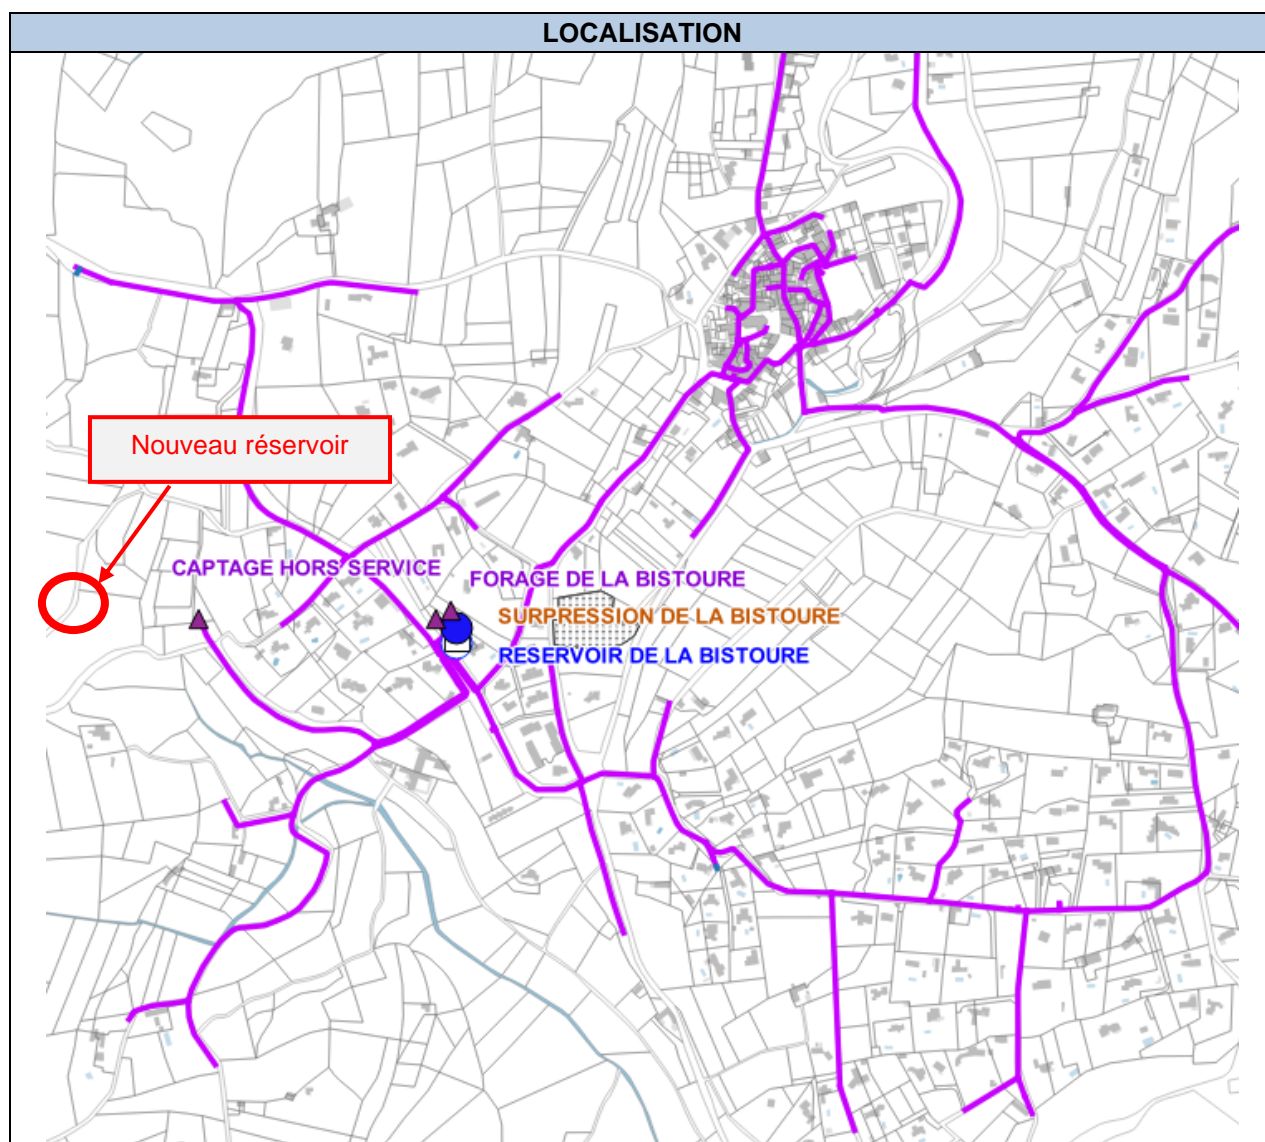 LOCALISATION
Nouveau réservoir
CAPTAGE HORS SERVICE
FORAGE DE LA BISTOURE
SURPRESSION DE LA BISTOURE
RESERVOIR DE LA BISTOURE